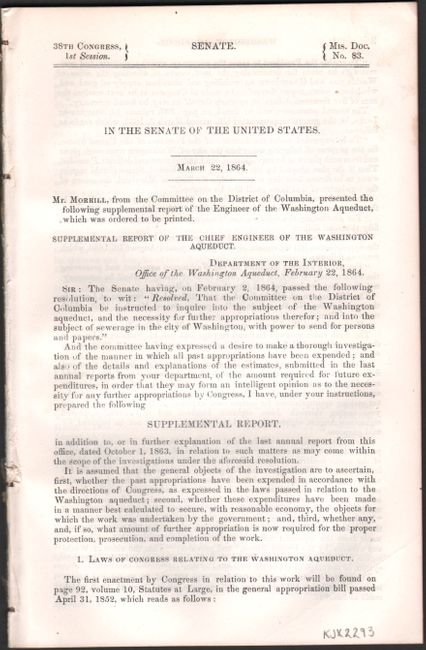 38TH CONGRESS, SENATE. MIS. DOC.
1st Session. No. 83.
IN THE SENATE OF THE UNITED STATES.
MARCH 22, 1864.
MR. MORRILL, from the Committee on the District of Columbia, presented the
following supplemental report of the Engineer of the Washington Aqueduct,
which was ordered to be printed.
SUPPLEMENTAL REPORT OF THE CHIEF ENGINEER OF THE WASHINGTON
AQUEDUCT.
DEPARTMENT OF THE INTERIOR,
Office of the Washington Aqueduct, February 22, 1864.
SIR: The Senate having, on February 2, 1864, passed the following
resolution, to wit: "Resolved, That the Committee on the District of
Columbia be instructed to inquire into the subject of the Washington
aqueduct, and the necessity for further appropriations therefor; and into the
subject of sewerage in the city of Washington, with power to send for persons
and papers."
And the committee having expressed a desire to make a thorough investiga-
tion of the manner in which all past appropriations have been expended; and
also of the details and explanations of the estimates, submitted in the last
annual reports from your department, of the amount required for future ex-
penditures, in order that they may form an intelligent opinion as to the neces-
sity for any further appropriations by Congress, I have, under your instructions,
prepared the following
SUPPLEMENTAL REPORT.
in addition to, or in further explanation of the last annual report from this
office, dated October 1, 1863, in relation to such matters as may come within
the scope of the investigations under the aforesaid resolution.
It is assumed that the general objects of the investigation are to ascertain,
first, whether the past appropriations have been expended in accordance with
the directions of Congress, as expressed in the laws passed in relation to the
Washington aqueduct; second, whether these expenditures have been made
in a manner best calculated to secure, with reasonable economy, the objects for
which the work was undertaken by the government; and, third, whether any,
and, if so, what amount of further appropriation is now required for the proper
protection, prosecution, and completion of the work.
1. LAWS OF CONGRESS RELATING TO THE WASHINGTON AQUEDUCT.
The first enactment by Congress in relation to this work will be found on
page 92, volume 10, Statutes at Large, in the general appropriation bill passed
April 31, 1852, which reads as follows:
KJX2293